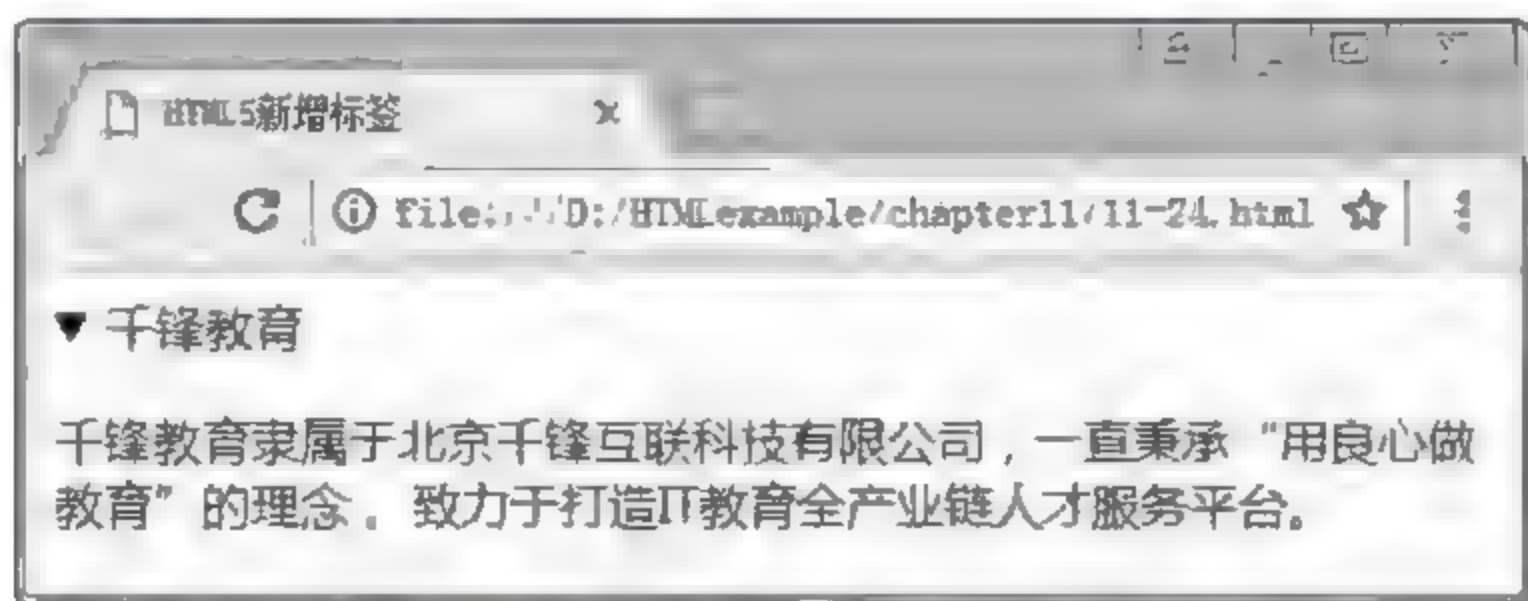 HTML5新增标签
file:///D:/HTMLexample/chapter11/11-24.html
千锋教育
千锋教育隶属于北京千锋互联科技有限公司，一直秉承“用良心做
教育”的理念。致力于打造IT教育全产业链人才服务平台。